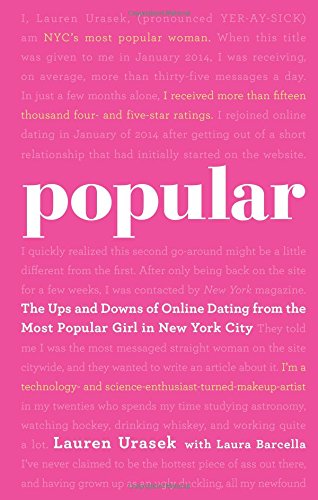 I, Lauren Urasek, (pronounced YER-AY-SICK)
am NYC's most popular woman. When this title
was given to me in January 2014, I was receiving,
on average, more than thirty-five messages a day.
In just a few months alone, I received more than fifteen
thousand four- and five-star ratings. I rejoined online
dating in January of 2014 after getting out of a short
relationship that had initially started on the website.
popular
I quickly realized this second go-around might be a little
different from the first. After only being back on the site
for a few weeks, I was contacted by New York magazine.
The Ups and Downs of Online Dating from the
Most Popular Girl in New York City They told
me I was the most messaged straight woman on the site
citywide, and they wanted to write an article about it. I'm a
technology- and science-enthusiast-turned-makeup-artist
in my twenties who spends my time studying astronomy,
watching hockey, drinking whiskey, and working quite
a lot. Lauren Urasek with Laura Barcella
I've never claimed to be the hottest piece of ass out there,
and having grown up an ugly duckling, all my newfound